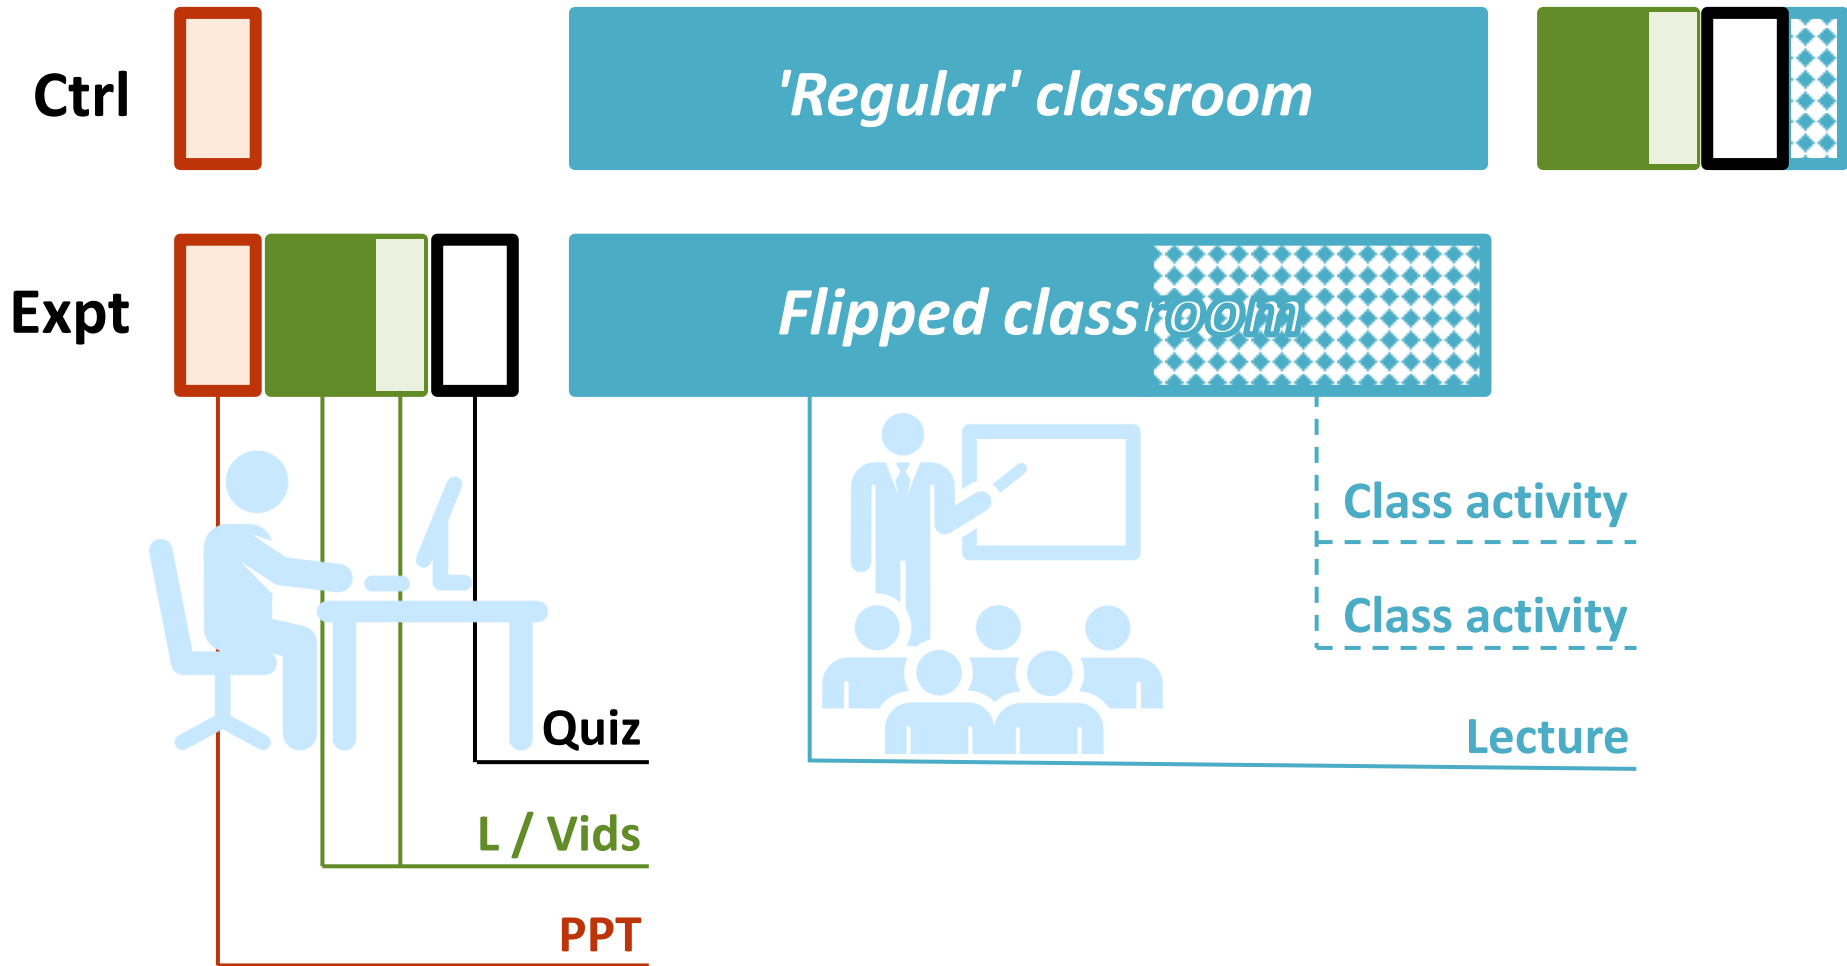 Ctrl
'Regular' classroom
Expt
Flipped classroom
Class activity
Class activity
Quiz
Lecture
L / Vids
PPT